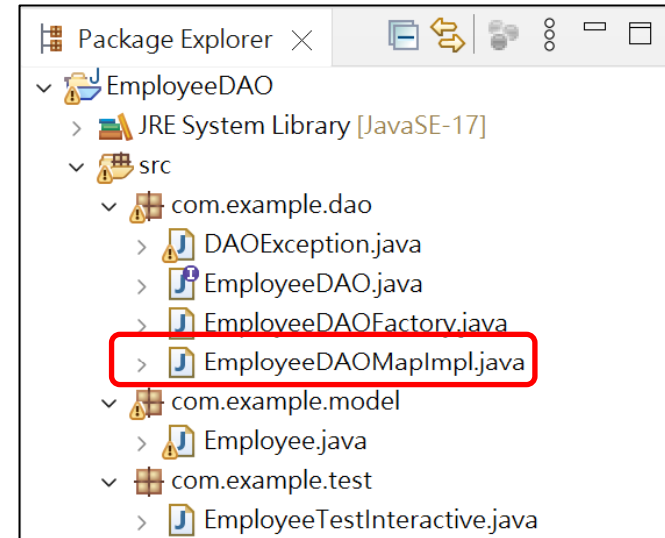 Package Explorer
EmployeeDAO
JRE System Library [JavaSE-17]
src
com.example.dao
DAOException.java
EmployeeDAO.java
EmployeeDAOFactory.java
EmployeeDAOMapImpl.java
com.example.model
Employee.java
com.example.test
EmployeeTestInteractive.java